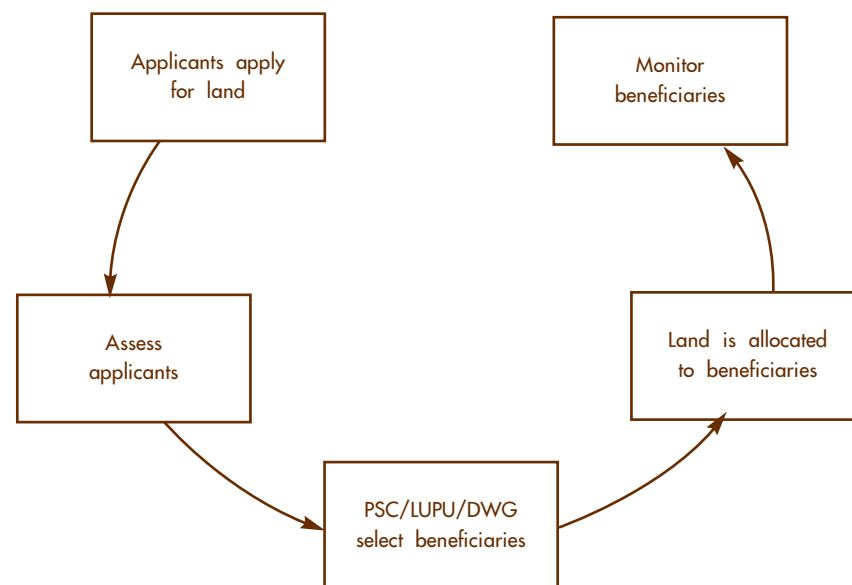 Applicants apply
for land
Assess
applicants
PSC/LUPU/DWG
select beneficiaries
Land is allocated
to beneficiaries
Monitor
beneficiaries